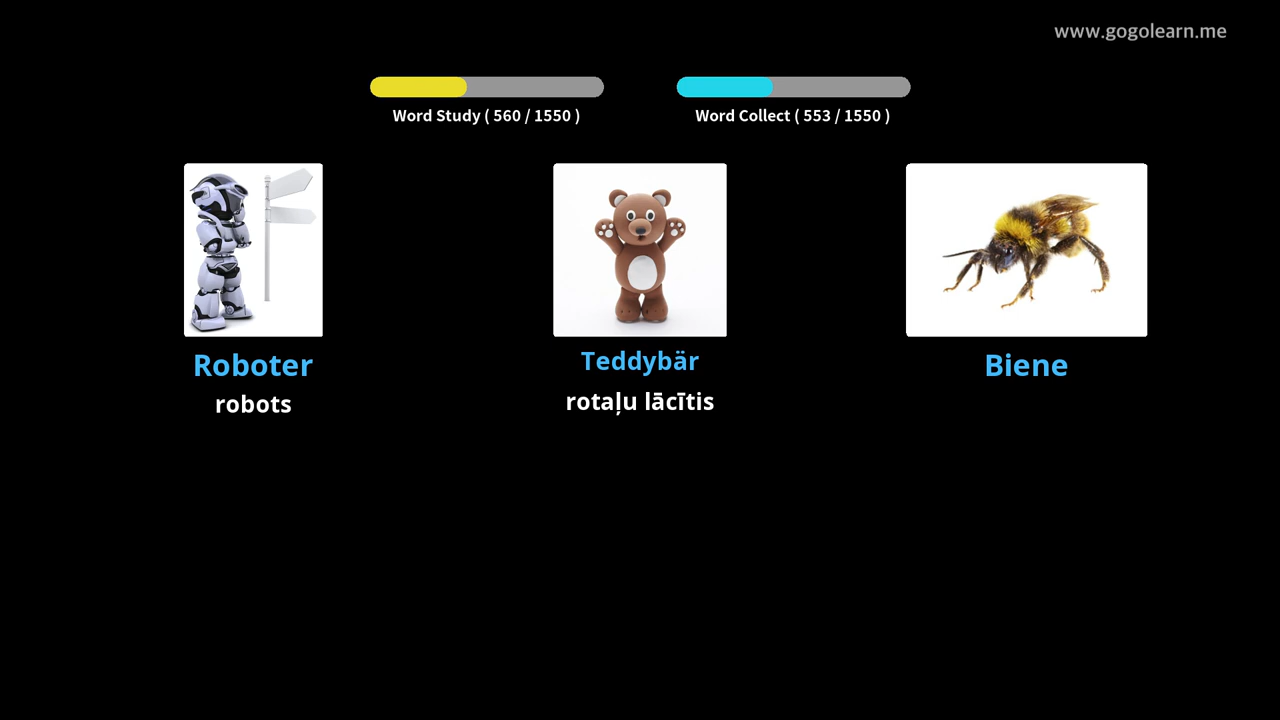 www.gogolearn.me
Word Study ( 560 / 1550 )
Word Collect ( 553 / 1550 )
Roboter
robots
Teddybär
rotaļu lācītis
Biene